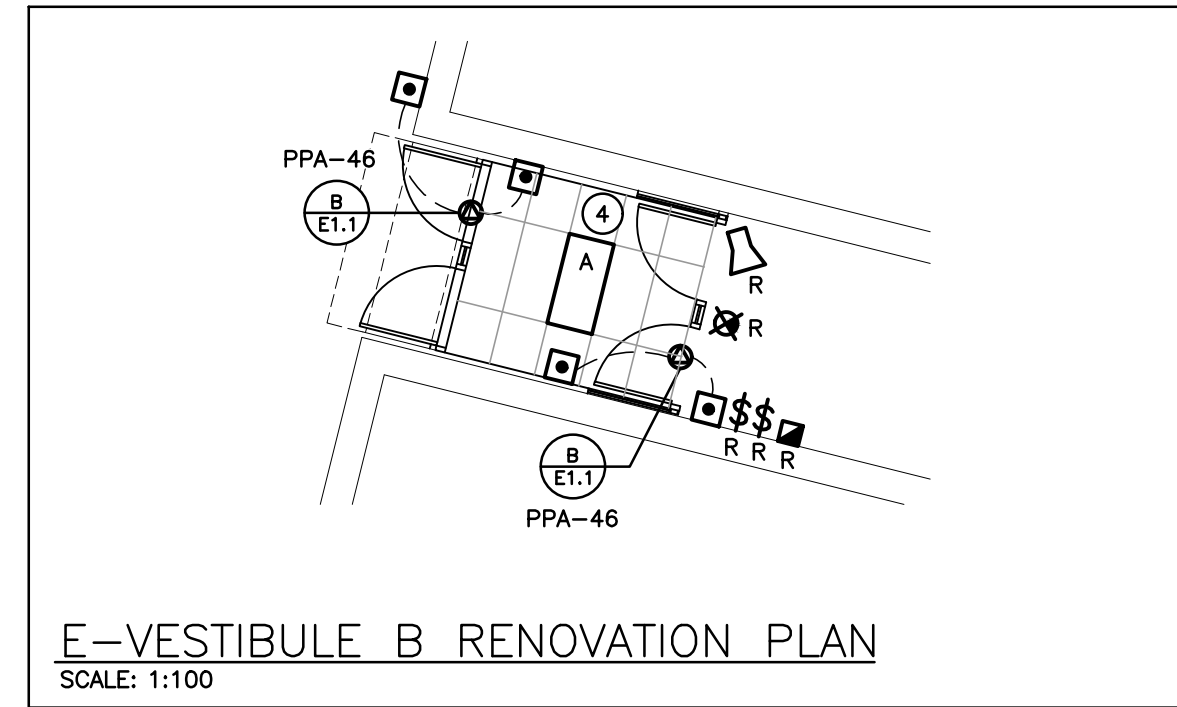 PPA-46
B
E1.1
4
A
R
R
$$
R R R
B
E1.1
PPA-46
E-VESTIBULE B RENOVATION PLAN
SCALE: 1:100